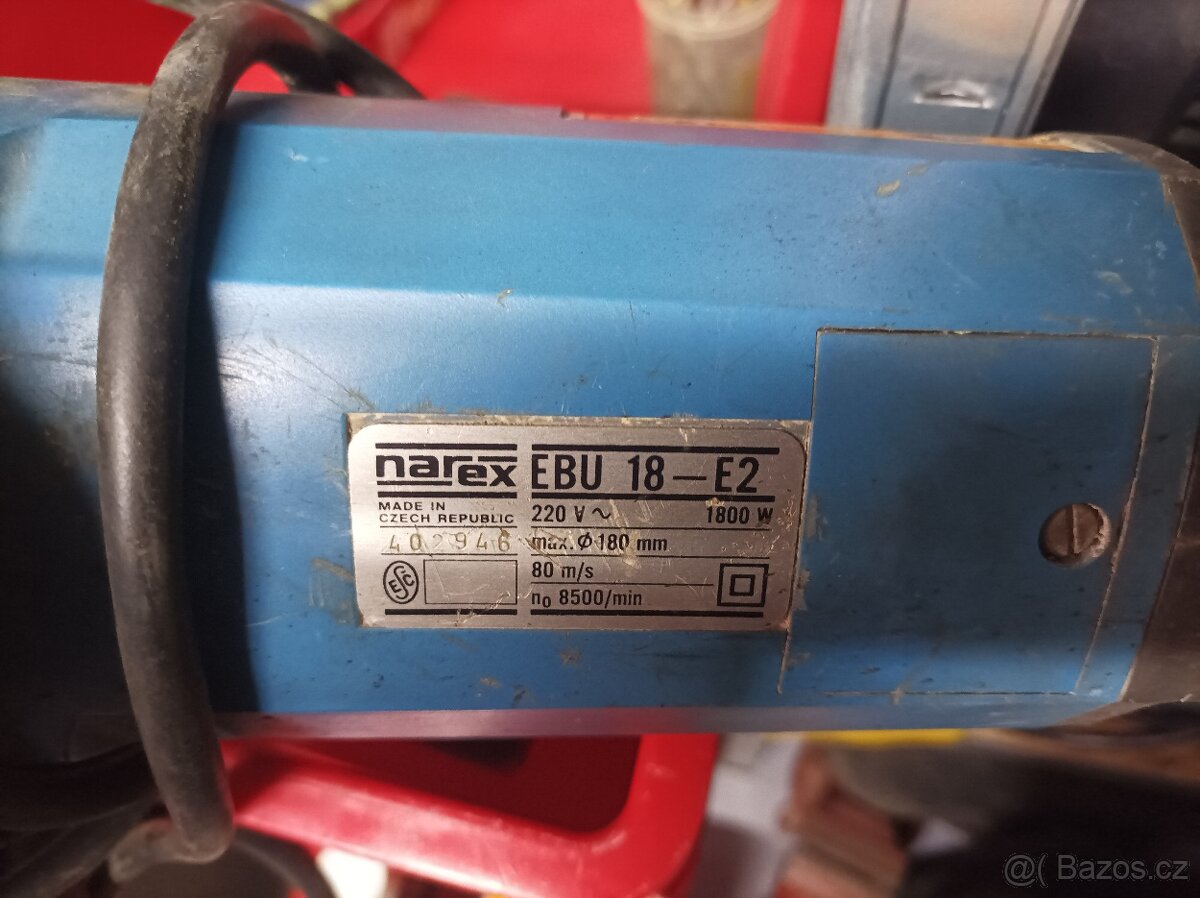 narex EBU 18-E2
MADE IN
CZECH REPUBLIC
220 V ~ 1800 W
402946 max. Ø 180 mm
ESC
80 m/s
n0 8500/min
@( Bazos.cz